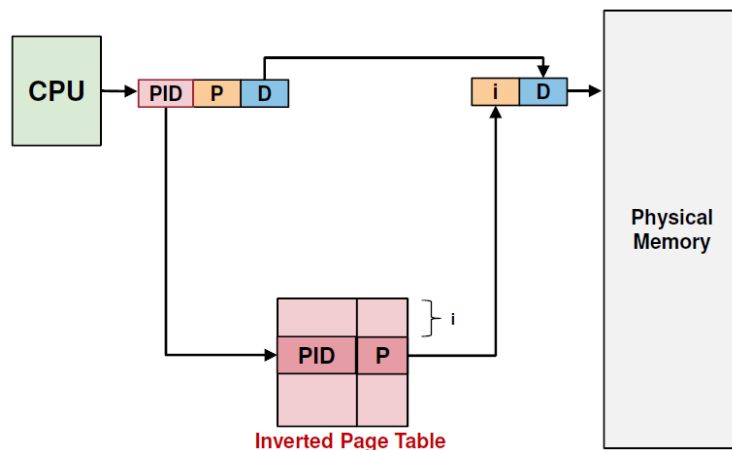 CPU
PID P D
i D
Physical
Memory
i
PID P
Inverted Page Table